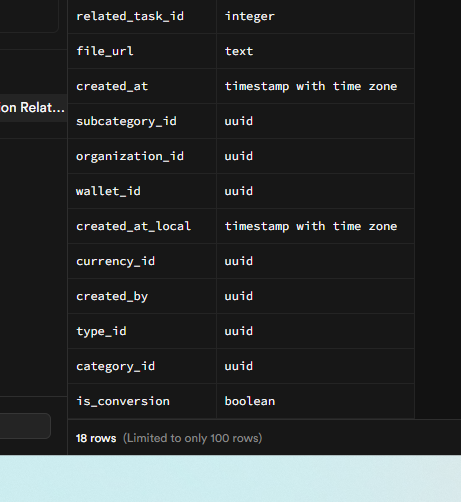 related_task_id integer
file_url text
created_at timestamp with time zone
ion Relat...
subcategory_id uuid
organization_id uuid
wallet_id uuid
created_at_local timestamp with time zone
currency_id uuid
created_by uuid
type_id uuid
category_id uuid
is_conversion boolean
18 rows (Limited to only 100 rows)